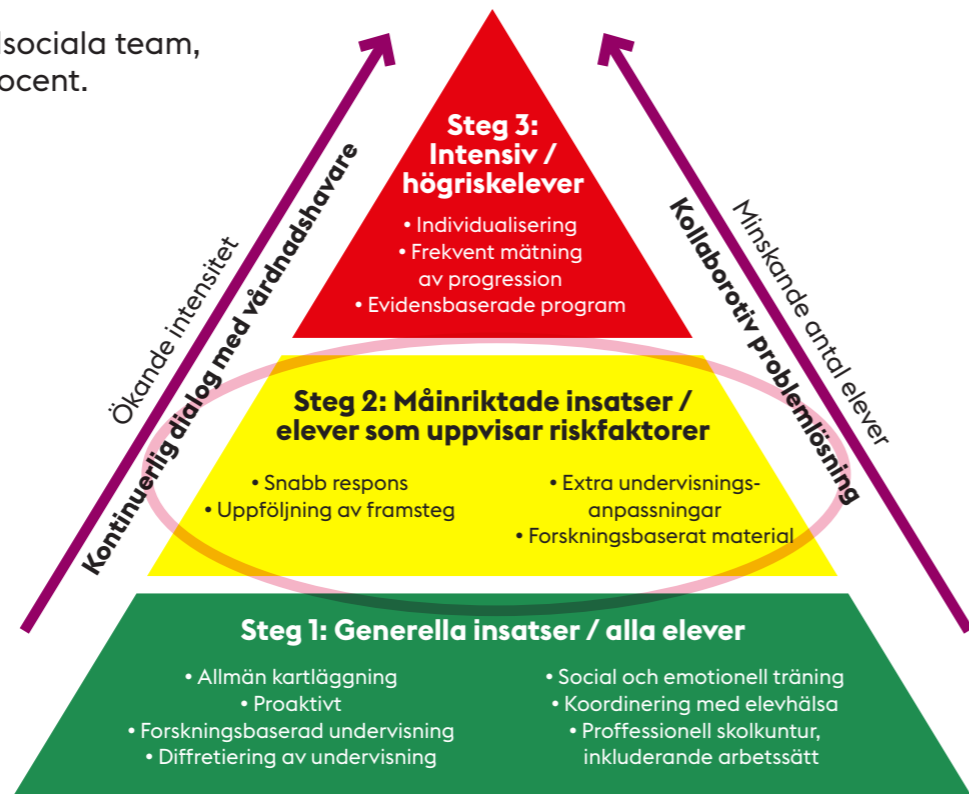 lsociala team,
ocent.
Steg 3:
Intensiv /
högriskelever
• Individualisering
• Frekvent mätning
av progression
• Evidensbaserade program
Ökande intensitet
Kontinuerlig dialog med vårdnadshavare
Minskande antal elever
Kollaborotiv problemlösning
Steg 2: Måinriktade insatser /
elever som uppvisar riskfaktorer
• Snabb respons
• Uppföljning av framsteg
• Extra undervisnings-
anpassningar
• Forskningsbaserat material
Steg 1: Generella insatser / alla elever
• Allmän kartläggning
• Proaktivt
• Forskningsbaserad undervisning
• Diffretiering av undervisning
• Social och emotionell träning
• Koordinering med elevhälsa
• Proffessionell skolkuntur,
inkluderande arbetssätt